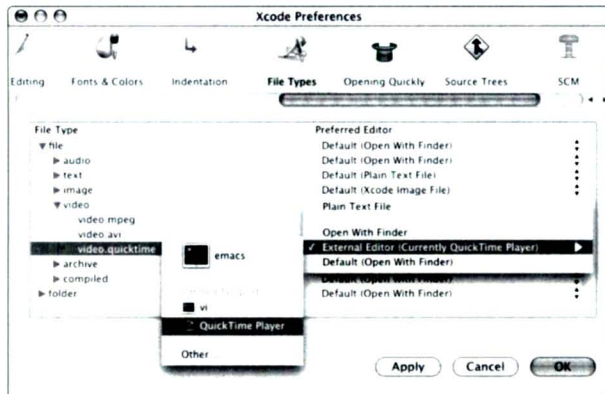 Xcode Preferences
Editing
Fonts & Colors
Indentation
File Types
Opening Quickly
Source Trees
SCM
File Type
Preferred Editor
file
Default (Open With Finder)
audio
Default (Open With Finder)
text
Default (Plain Text File)
image
Default (Xcode Image File)
video
Plain Text File
video.mpeg
video.avi
Open With Finder
video.quicktime
emacs
✓ External Editor (Currently QuickTime Player)
archive
Default (Open With Finder)
compiled
folder
vi
Default (Open With Finder)
QuickTime Player
Other
Apply
Cancel
OK